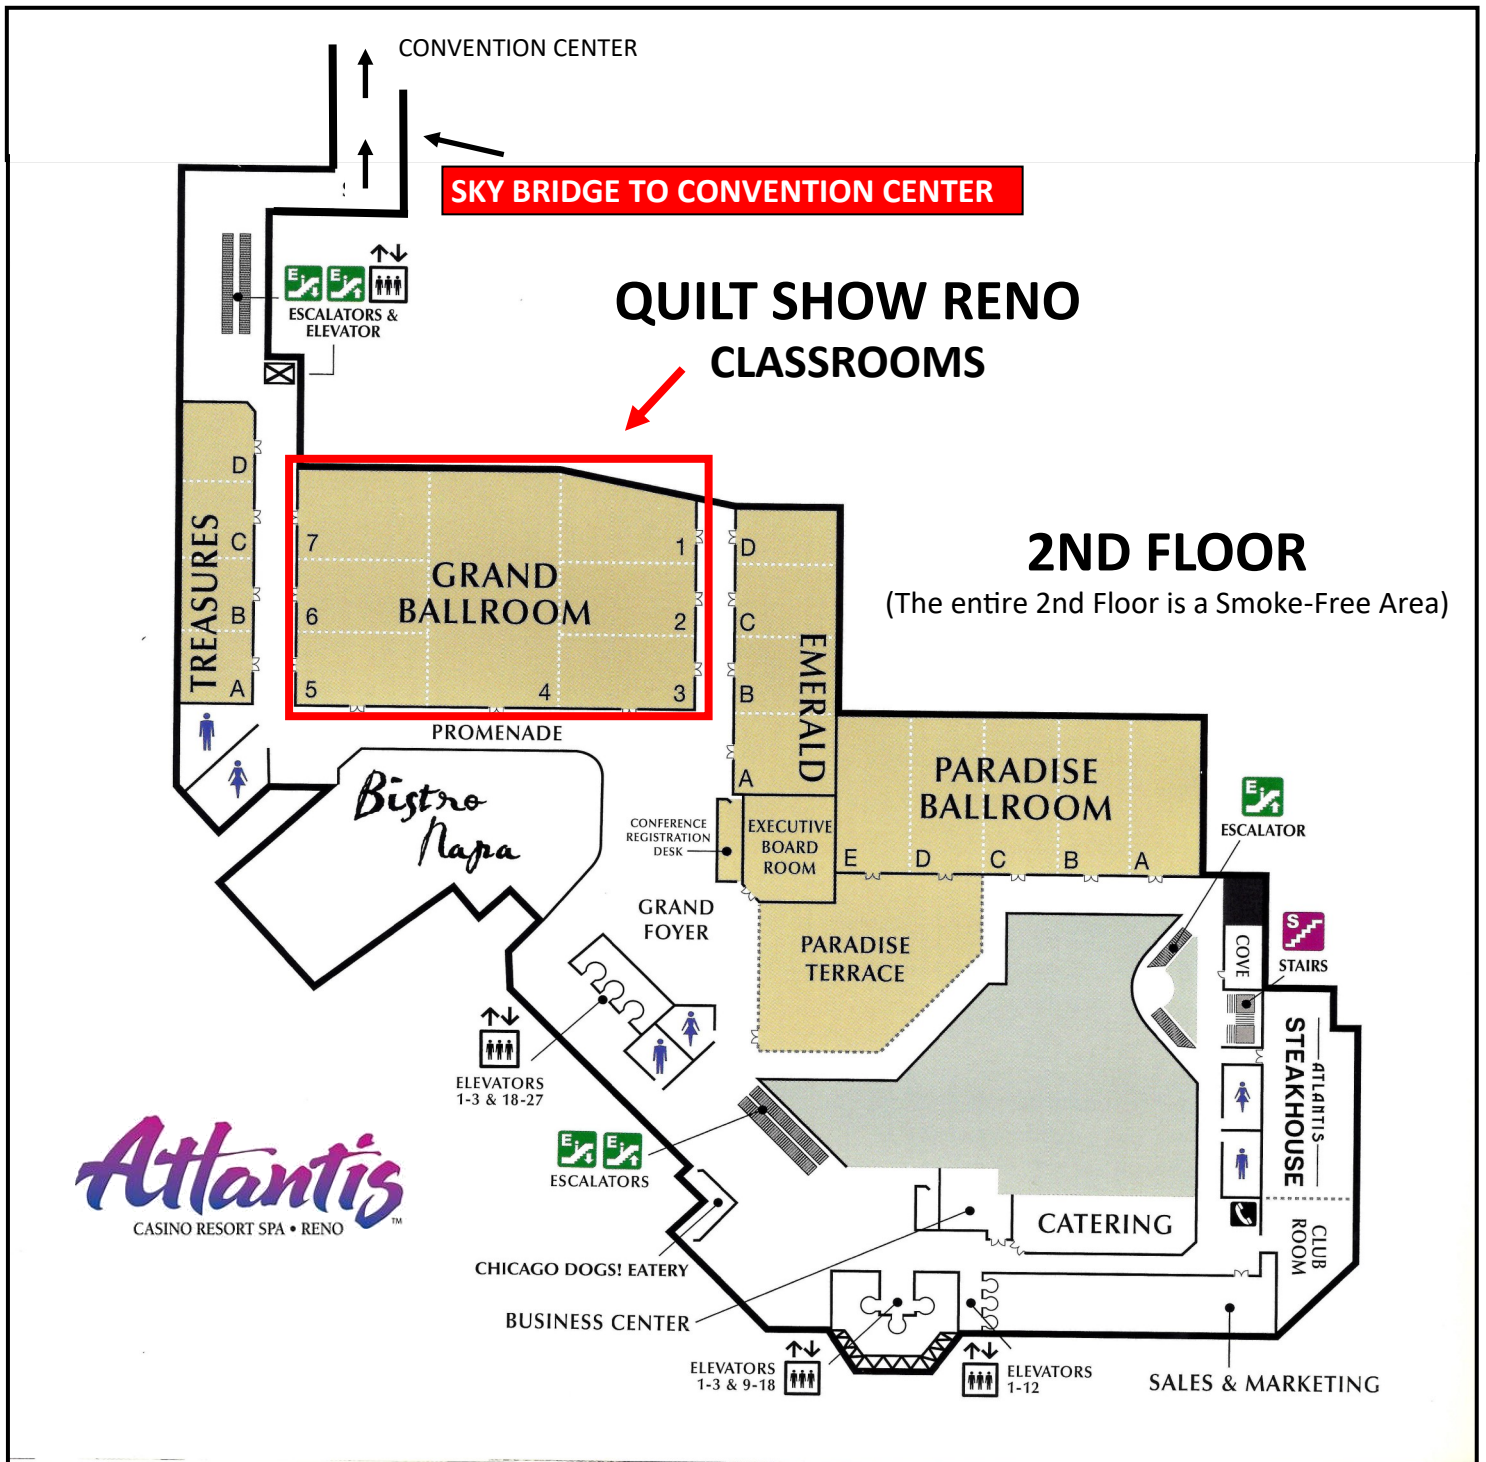 CONVENTION CENTER
SKY BRIDGE TO CONVENTION CENTER
E
E
ESCALATORS &
ELEVATOR
QUILT SHOW RENO
CLASSROOMS
2ND FLOOR
(The entire 2nd Floor is a Smoke-Free Area)
TREASURES
D
C
B
A
GRAND
BALLROOM
7
6
5
4
3
2
1
EMERALD
D
C
B
A
PROMENADE
Bistro
Napa
PARADISE
BALLROOM
E
D
C
B
A
CONFERENCE
REGISTRATION
DESK
EXECUTIVE
BOARD
ROOM
E
ESCALATOR
GRAND
FOYER
PARADISE
TERRACE
COVE
S
STAIRS
ELEVATORS
1-3 & 18-27
ATLANTIS
STEAKHOUSE
E
E
ESCALATORS
Atlantis™
CASINO RESORT SPA • RENO
CATERING
CLUB
ROOM
CHICAGO DOGS! EATERY
BUSINESS CENTER
ELEVATORS
1-3 & 9-18
ELEVATORS
1-12
SALES & MARKETING